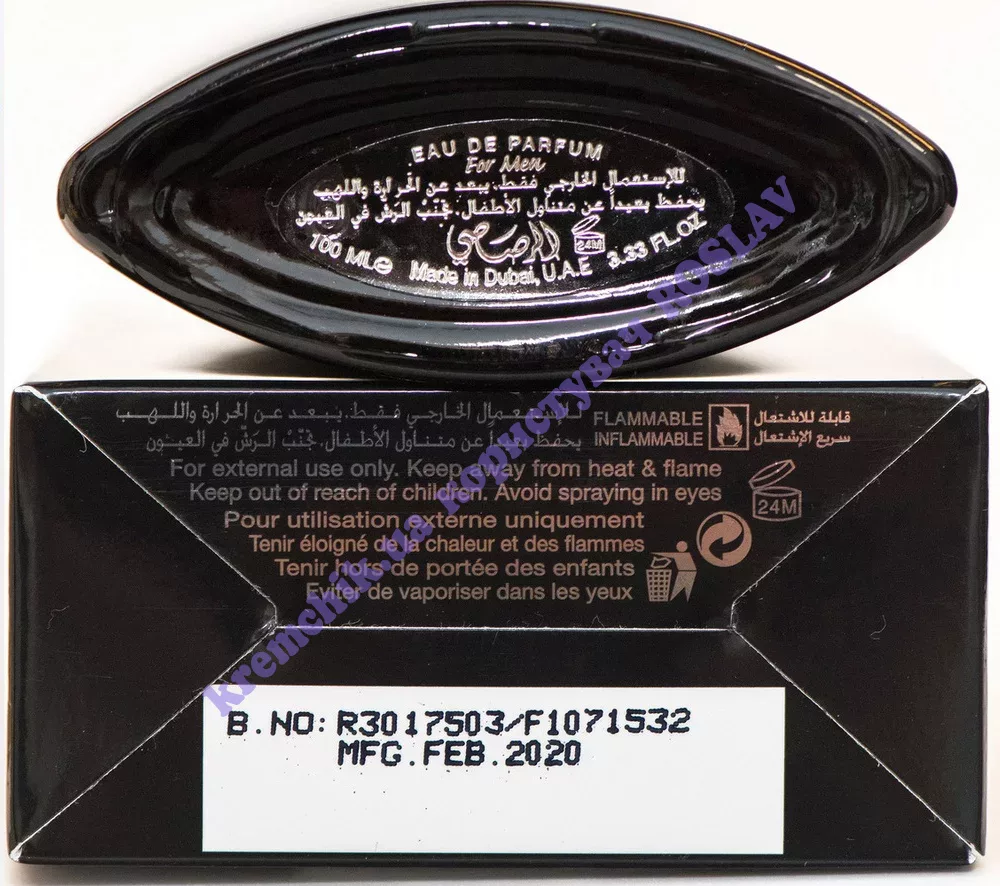 EAU DE PARFUM
For Men
للإستعمال الخارجي فقط. يبعد عن الحرارة واللهب
يحفظ بعيداً عن متناول الأطفال. تجنّب الرَش في العيون
الرصاصي
24M
100 ML e
3.33 FL.OZ
Made in Dubai, U.A.E
للإستعمال الخارجي فقط. يبعد عن الحرارة واللهب
يحفظ بعيداً عن متناول الأطفال. تجنّب الرَش في العيون
FLAMMABLE قابلة للاشتعال
INFLAMMABLE سريع الإشتعال
For external use only. Keep away from heat & flame
Keep out of reach of children. Avoid spraying in eyes
24M
Pour utilisation externe uniquement
Tenir éloigné de la chaleur et des flammes
Tenir hors de portée des enfants
Eviter de vaporiser dans les yeux
B.NO: R3017503/F1071532
MFG.FEB.2020
kremchik.ua користувач ROSLAV